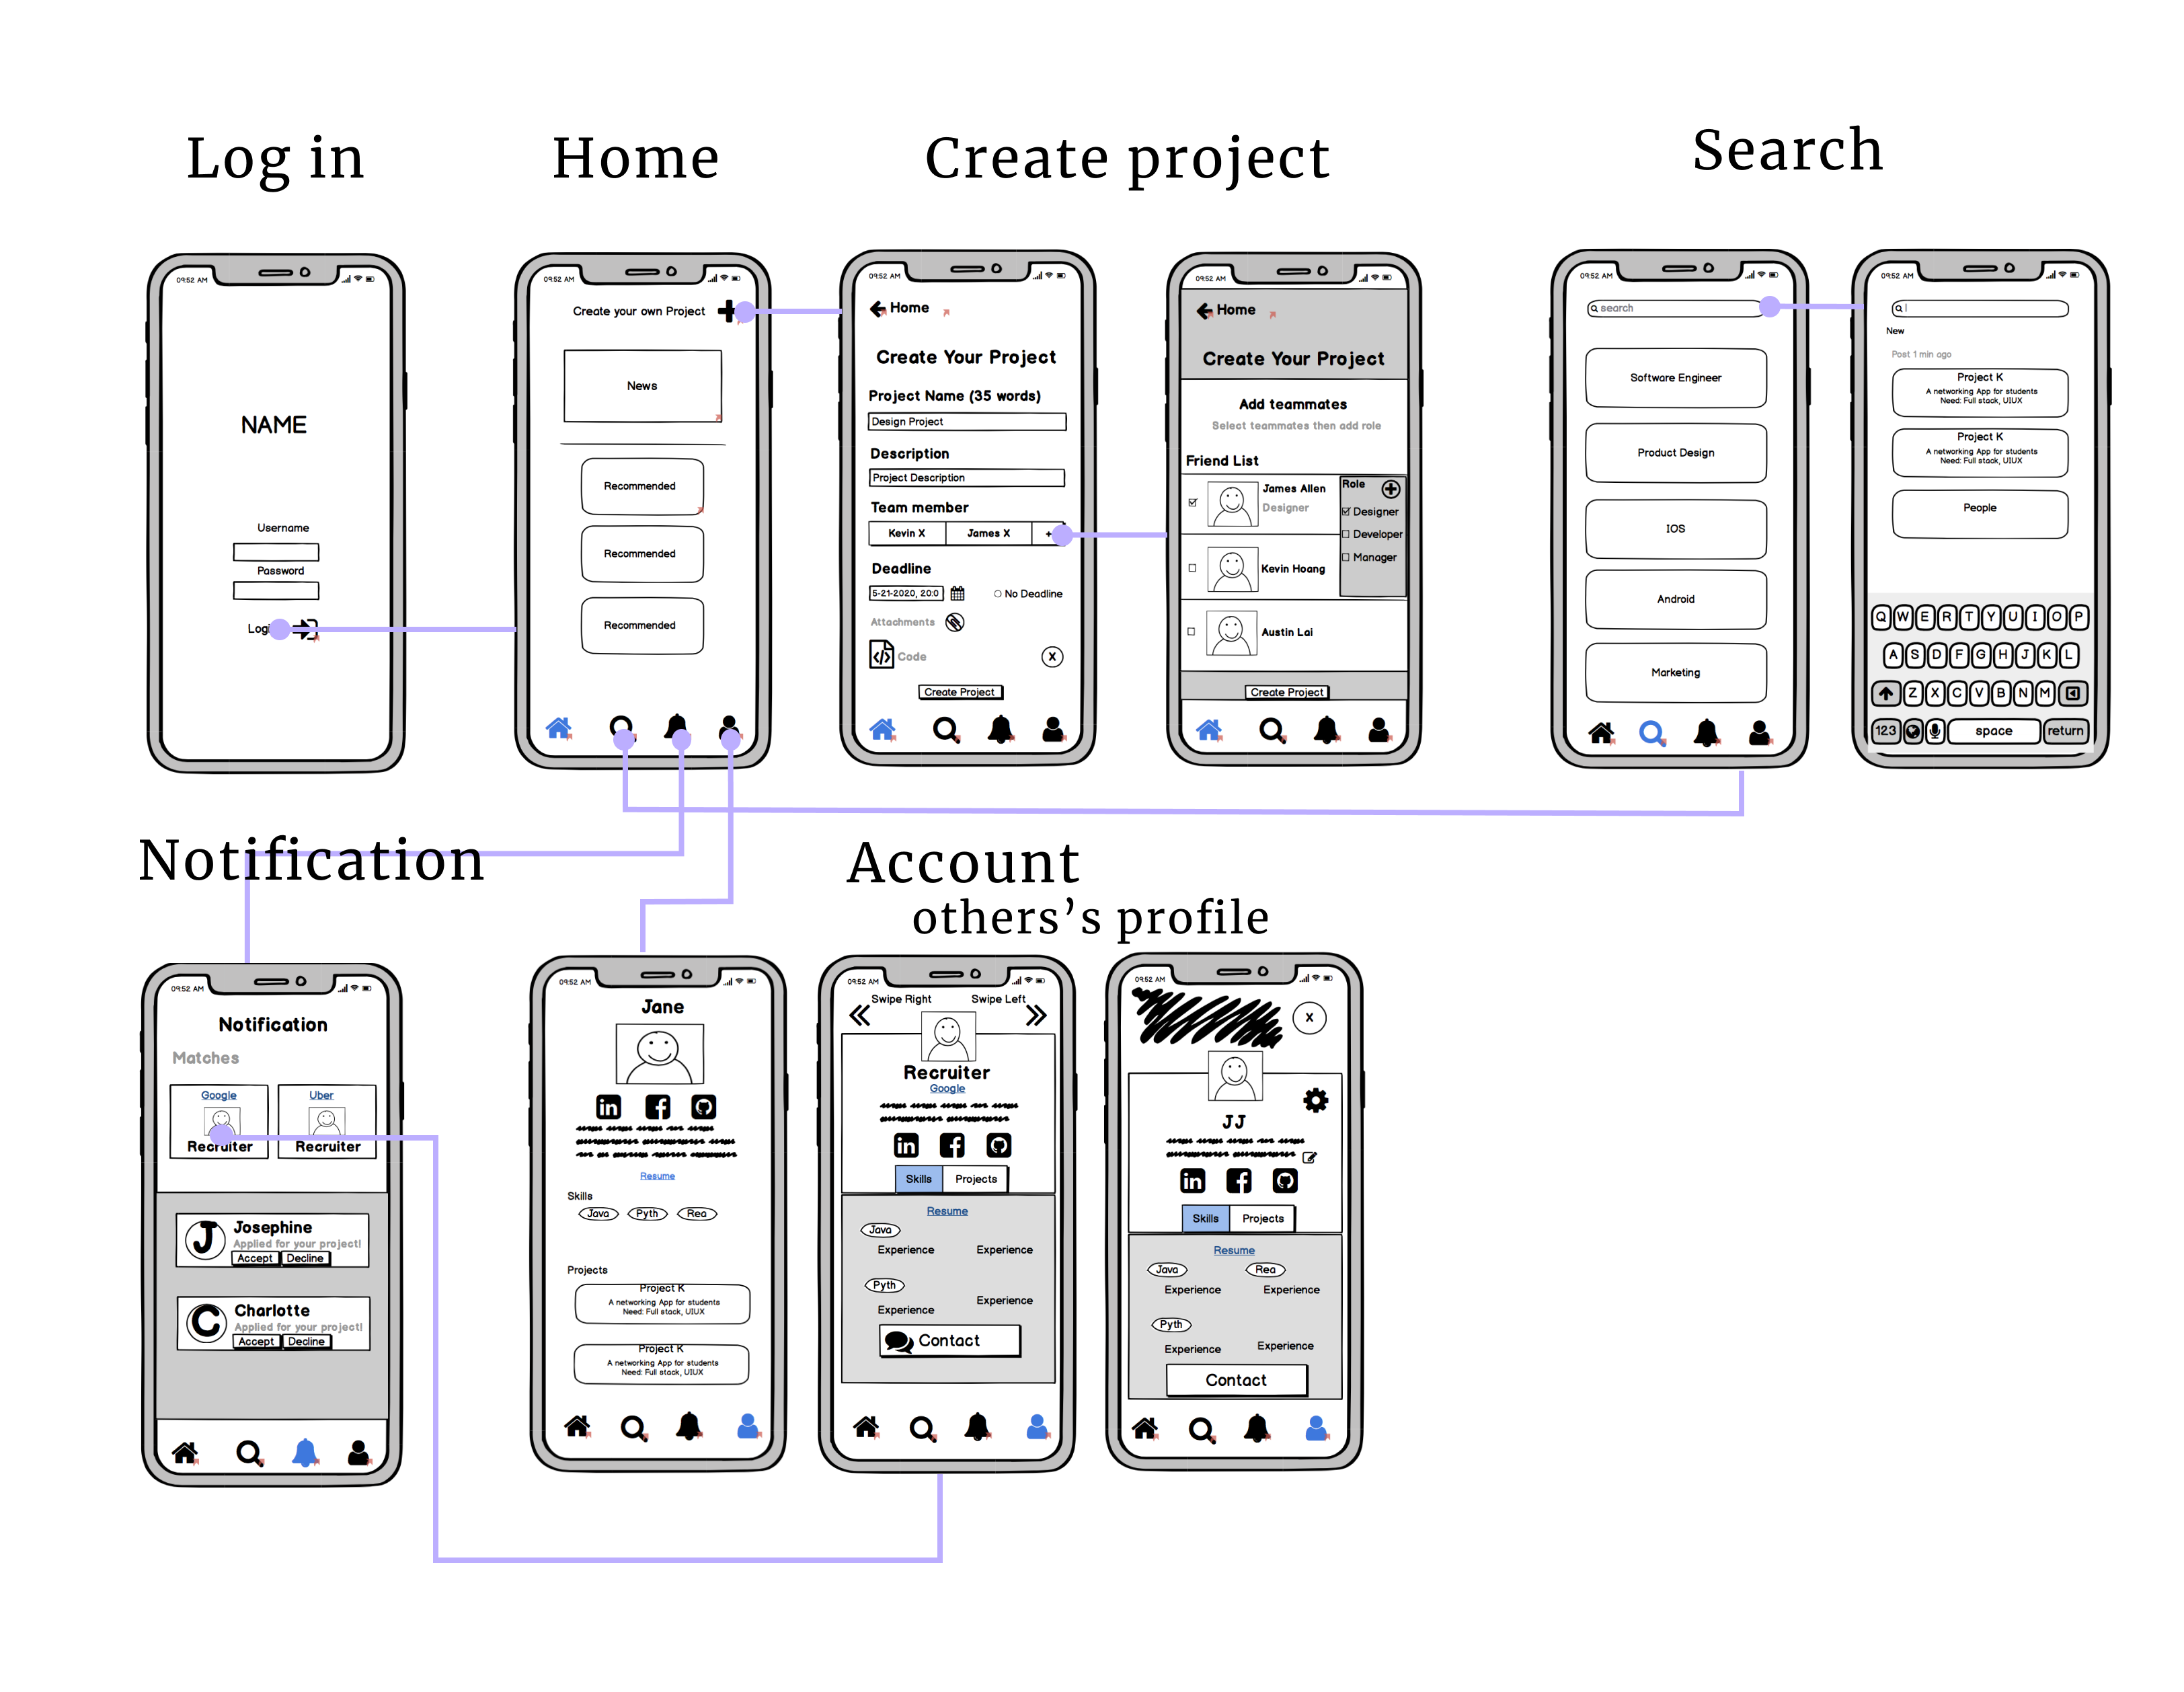 Log in
Home
Create project
Search
09:52 AM
NAME
Username
Password
Logi
09:52 AM
Create your own Project
News
Recommended
Recommended
Recommended
09:52 AM
Home
Create Your Project
Project Name (35 words)
Design Project
Description
Project Description
Team member
Kevin X James X +
Deadline
5-21-2020, 20:0 No Deadline
Attachments
</> Code X
Create Project
09:52 AM
Home
Create Your Project
Add teammates
Select teammates then add role
Friend List
James Allen
Designer
Kevin Hoang
Austin Lai
Role
Designer
Developer
Manager
Create Project
09:52 AM
search
Software Engineer
Product Design
IOS
Android
Marketing
09:52 AM
New
Post 1 min ago
Project K
A networking App for students
Need: Full stack, UIUX
Project K
A networking App for students
Need: Full stack, UIUX
People
Q W E R T Y U I O P
A S D F G H J K L
Z X C V B N M
123 space return
Notification
Account
others's profile
09:52 AM
Notification
Matches
Google
Recruiter
Uber
Recruiter
J Josephine
Applied for your project!
Accept Decline
C Charlotte
Applied for your project!
Accept Decline
09:52 AM
Jane
in f
Resume
Skills
Java Pyth Rea
Projects
Project K
A networking App for students
Need: Full stack, UIUX
Project K
A networking App for students
Need: Full stack, UIUX
09:52 AM
Swipe Right Swipe Left
Recruiter
Google
in f
Skills Projects
Resume
Java
Experience Experience
Pyth
Experience Experience
Contact
09:52 AM
X
JJ
in f
Skills Projects
Resume
Java Rea
Experience Experience
Pyth
Experience Experience
Contact